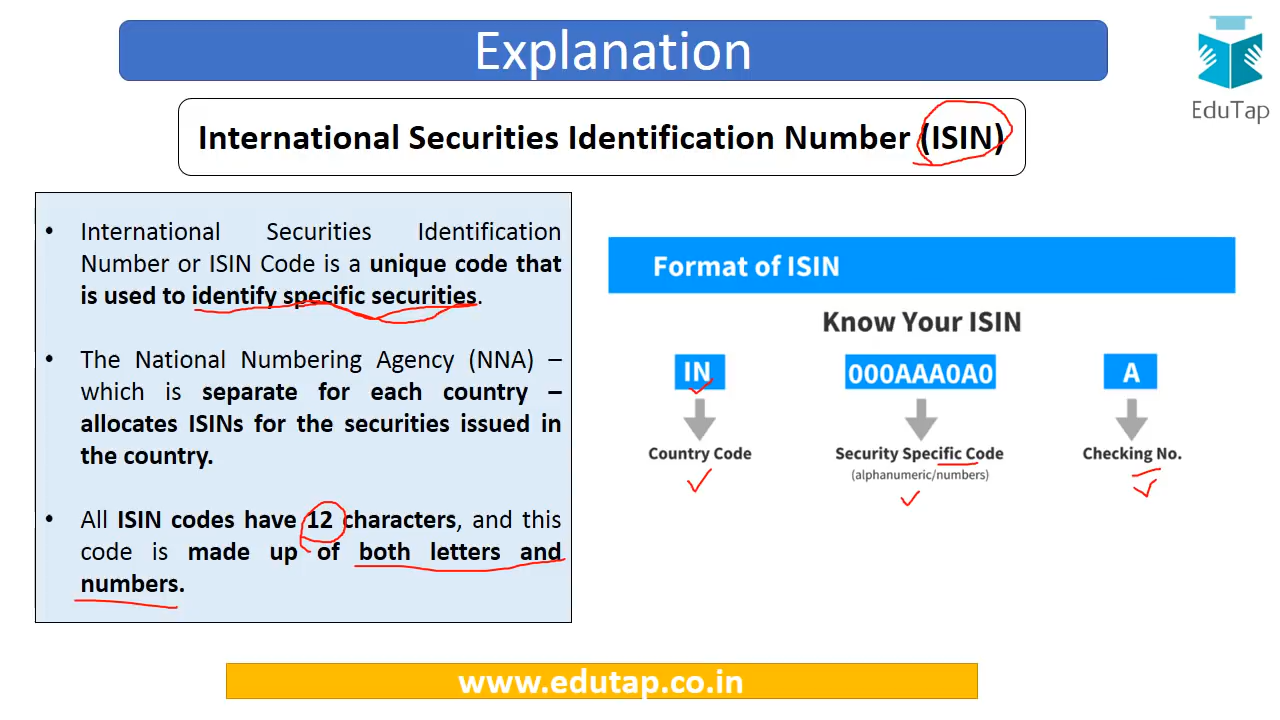 Explanation
EduTap
International Securities Identification Number (ISIN)
• International Securities Identification
Number or ISIN Code is a unique code that
is used to identify specific securities.
• The National Numbering Agency (NNA) –
which is separate for each country –
allocates ISINs for the securities issued in
the country.
• All ISIN codes have 12 characters, and this
code is made up of both letters and
numbers.
Format of ISIN
Know Your ISIN
IN 000AAA0A0 A
Country Code Security Specific Code Checking No.
(alphanumeric/numbers)
www.edutap.co.in